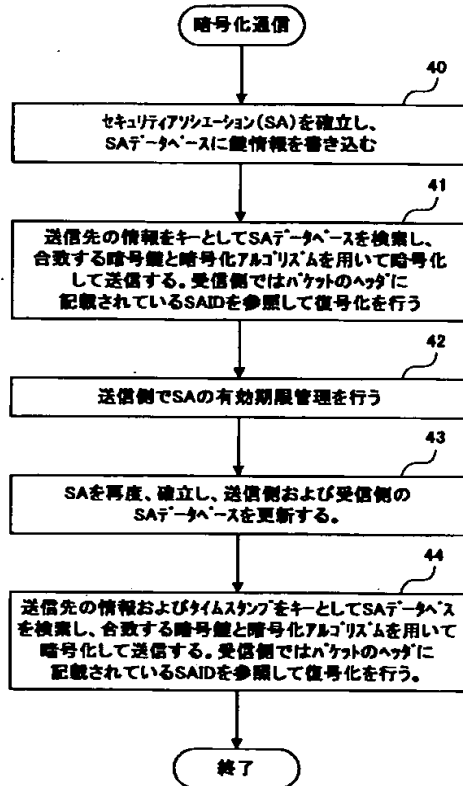 暗号化通信
40
セキュリティアソシエーション(SA)を確立し、
SAデータベースに鍵情報を書き込む
41
送信先の情報をキーとしてSAデータベースを検索し、
合致する暗号鍵と暗号化アルゴリズムを用いて暗号化
して送信する。受信側ではパケットのヘッダに
記載されているSAIDを参照して復号化を行う
42
送信側でSAの有効期限管理を行う
43
SAを再度、確立し、送信側および受信側の
SAデータベースを更新する。
44
送信先の情報およびタイムスタンプをキーとしてSAデータベス
を検索し、合致する暗号鍵と暗号化アルゴリズムを用いて
暗号化して送信する。受信側ではパケットのヘッダに
記載されているSAIDを参照して復号化を行う。
終了